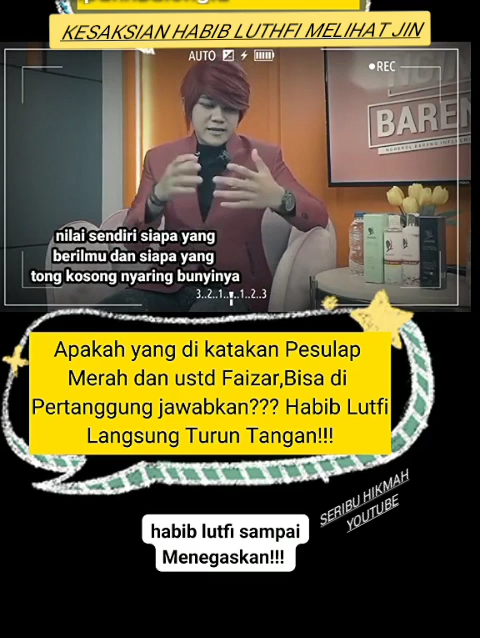 KESAKSIAN HABIB LUTHFI MELIHAT JIN
AUTO
REC
BAREN
nilai sendiri siapa yang
berilmu dan siapa yang
tong kosong nyaring bunyinya
3..2..1..1..2..3
Apakah yang di katakan Pesulap
Merah dan ustd Faizar,Bisa di
Pertanggung jawabkan??? Habib Lutfi
Langsung Turun Tangan!!!
SERIBU HIKMAH
YOUTUBE
habib lutfi sampai
Menegaskan!!!